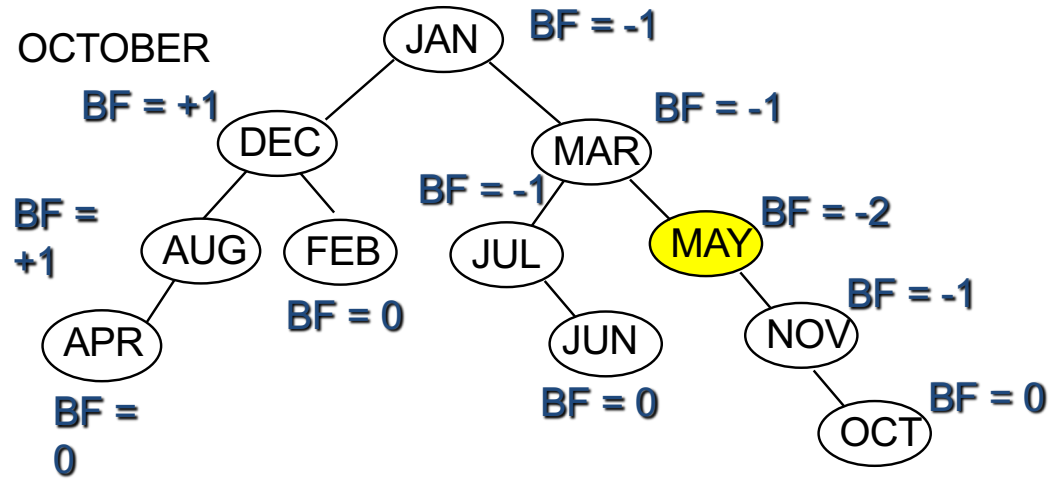 JAN
BF = -1
OCTOBER
BF = +1
BF = -1
DEC
MAR
BF = -1
BF =
+1
BF = -2
AUG
FEB
JUL
MAY
BF = 0
BF = -1
APR
JUN
NOV
BF =
0
BF = 0
BF = 0
OCT